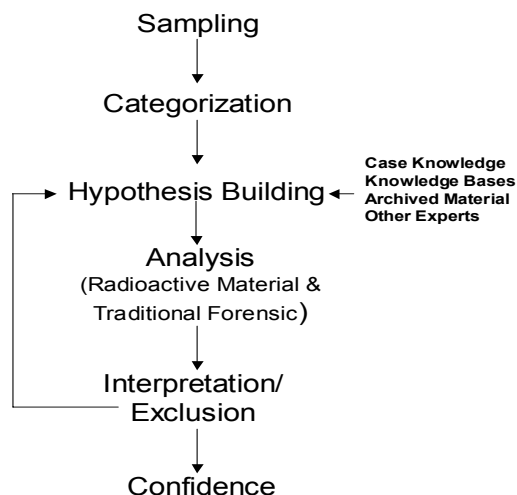 Sampling
Categorization
Hypothesis Building
Case Knowledge
Knowledge Bases
Archived Material
Other Experts
Analysis
(Radioactive Material &
Traditional Forensic)
Interpretation/
Exclusion
Confidence